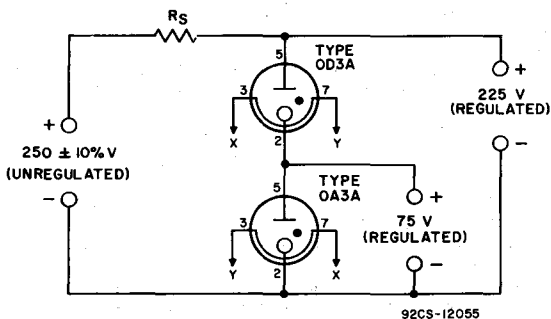 RS
TYPE
OD3A
5
3
7
X
2
Y
+
250 ± 10% V
(UNREGULATED)
-
+
225 V
(REGULATED)
-
TYPE
OA3A
5
3
7
Y
2
X
+
75 V
(REGULATED)
-
92CS-12055